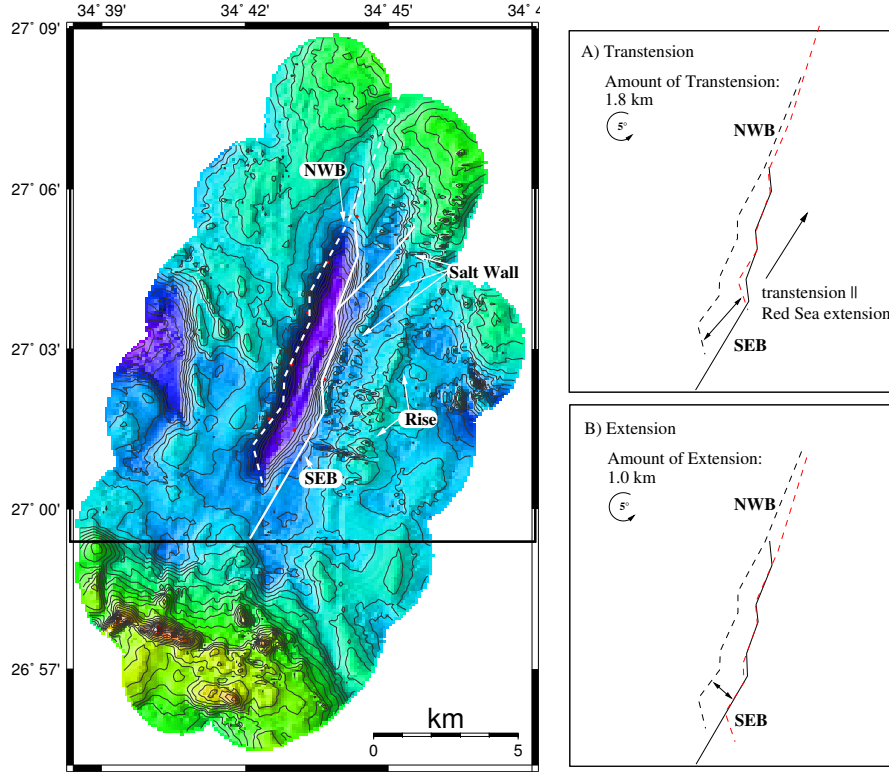 34° 39'
34° 42'
34° 45'
34° 4
27° 09'
27° 06'
27° 03'
27° 00'
26° 57'
NWB
Salt Wall
Rise
SEB
km
0
5
A) Transtension
Amount of Transtension:
1.8 km
5°
NWB
transtension ||
Red Sea extension
SEB
B) Extension
Amount of Extension:
1.0 km
5°
NWB
SEB